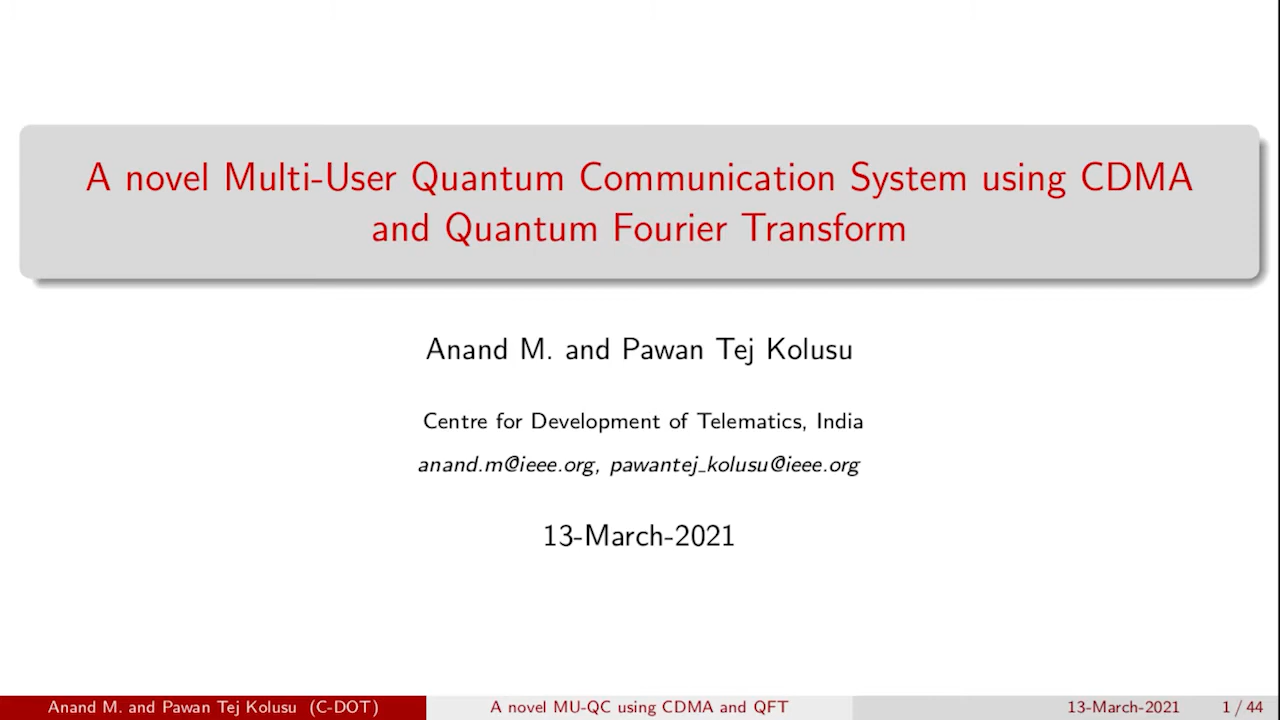 A novel Multi-User Quantum Communication System using CDMA
and Quantum Fourier Transform
Anand M. and Pawan Tej Kolusu
Centre for Development of Telematics, India
anand.m@ieee.org, pawantej_kolusu@ieee.org
13-March-2021
Anand M. and Pawan Tej Kolusu (C-DOT) A novel MU-QC using CDMA and QFT 13-March-2021 1 / 44